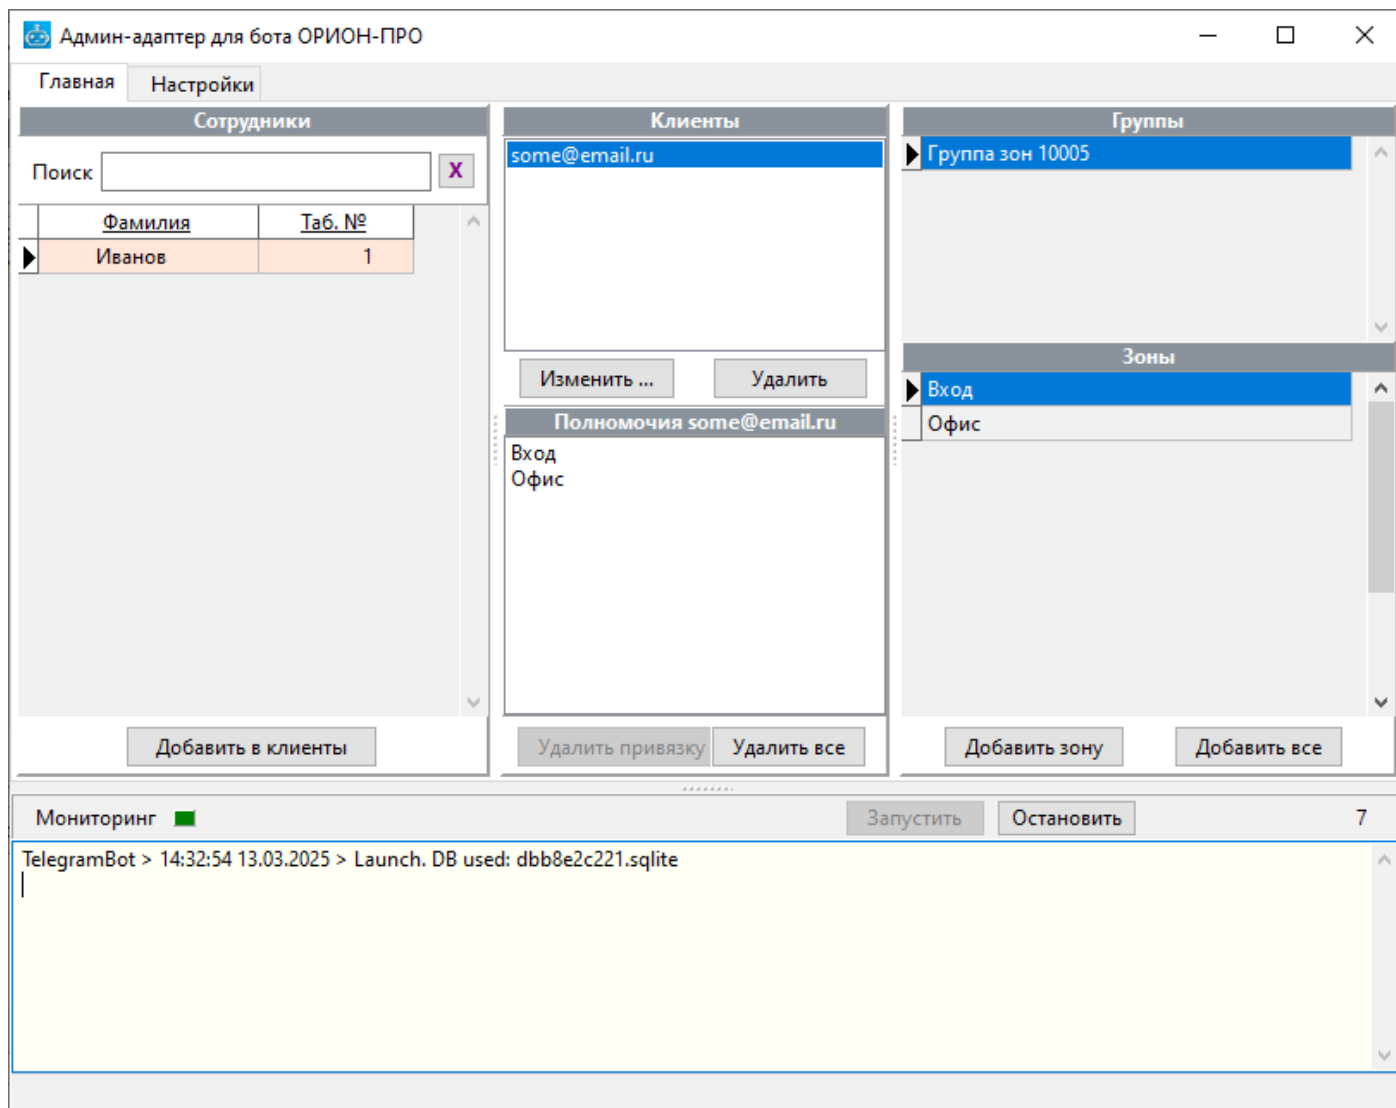 Админ-адаптер для бота ОРИОН-ПРО
Главная Настройки
Сотрудники
Поиск X
Фамилия Таб. №
Иванов 1
Добавить в клиенты
Клиенты
some@email.ru
Изменить ... Удалить
Полномочия some@email.ru
Вход
Офис
Удалить привязку Удалить все
Группы
Группа зон 10005
Зоны
Вход
Офис
Добавить зону Добавить все
Мониторинг Запустить Остановить 7
TelegramBot > 14:32:54 13.03.2025 > Launch. DB used: dbb8e2c221.sqlite